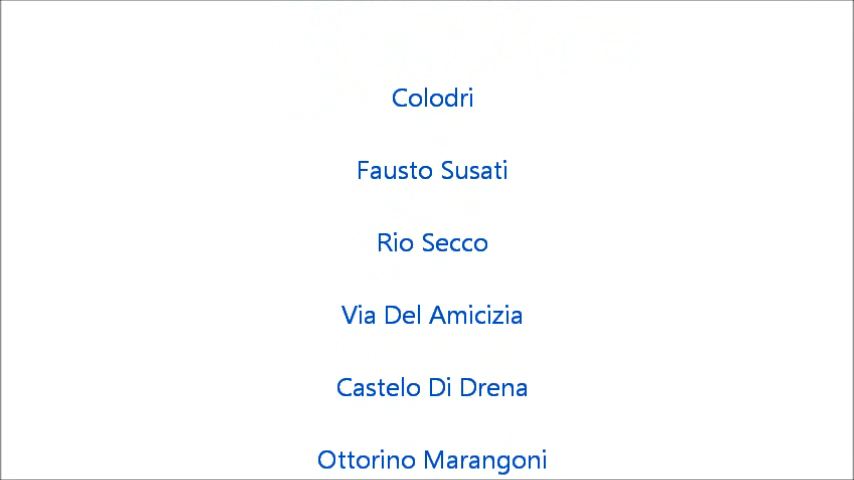 Colodri
Fausto Susati
Rio Secco
Via Del Amicizia
Castelo Di Drena
Ottorino Marangoni